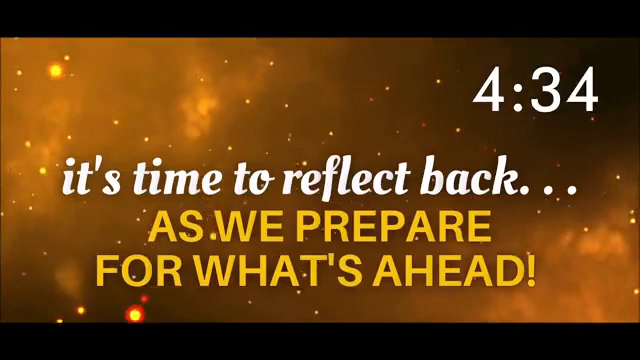 4:34
it's time to reflect back. . .
AS WE PREPARE
FOR WHAT'S AHEAD!